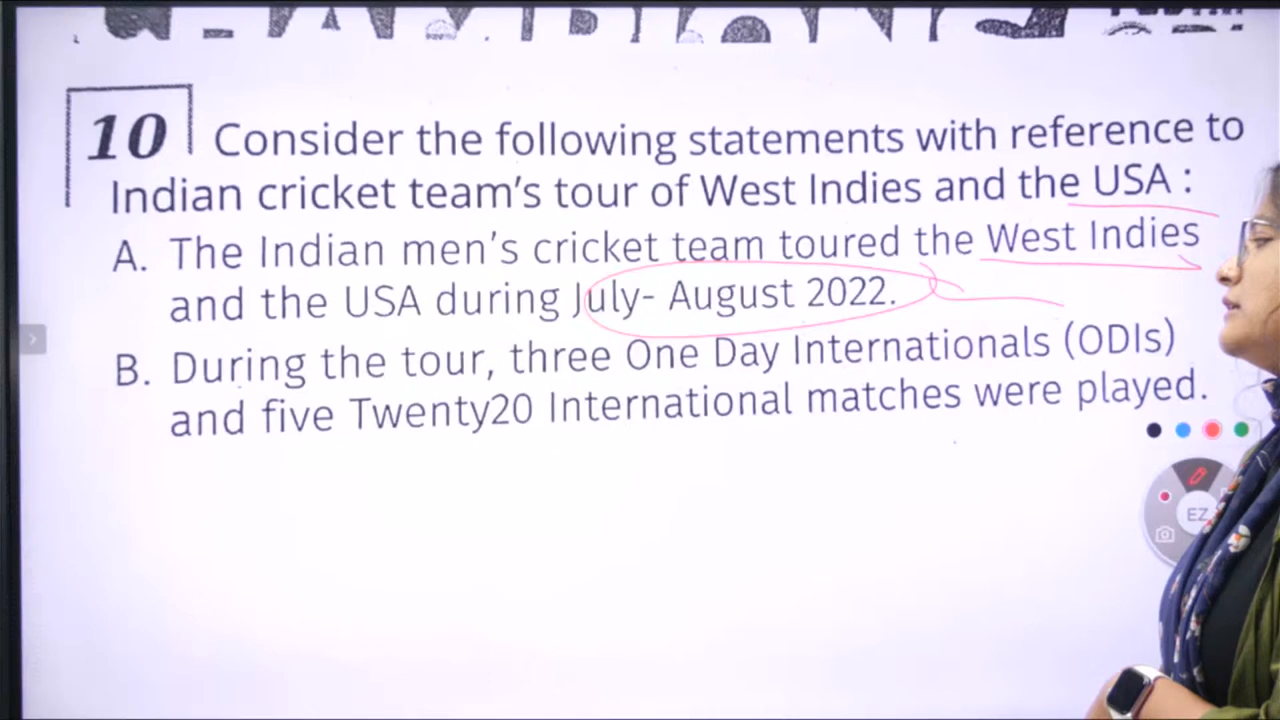 10 Consider the following statements with reference to
Indian cricket team's tour of West Indies and the USA :
A. The Indian men's cricket team toured the West Indies
and the USA during July- August 2022.
B. During the tour, three One Day Internationals (ODIs)
and five Twenty20 International matches were played.
EZ